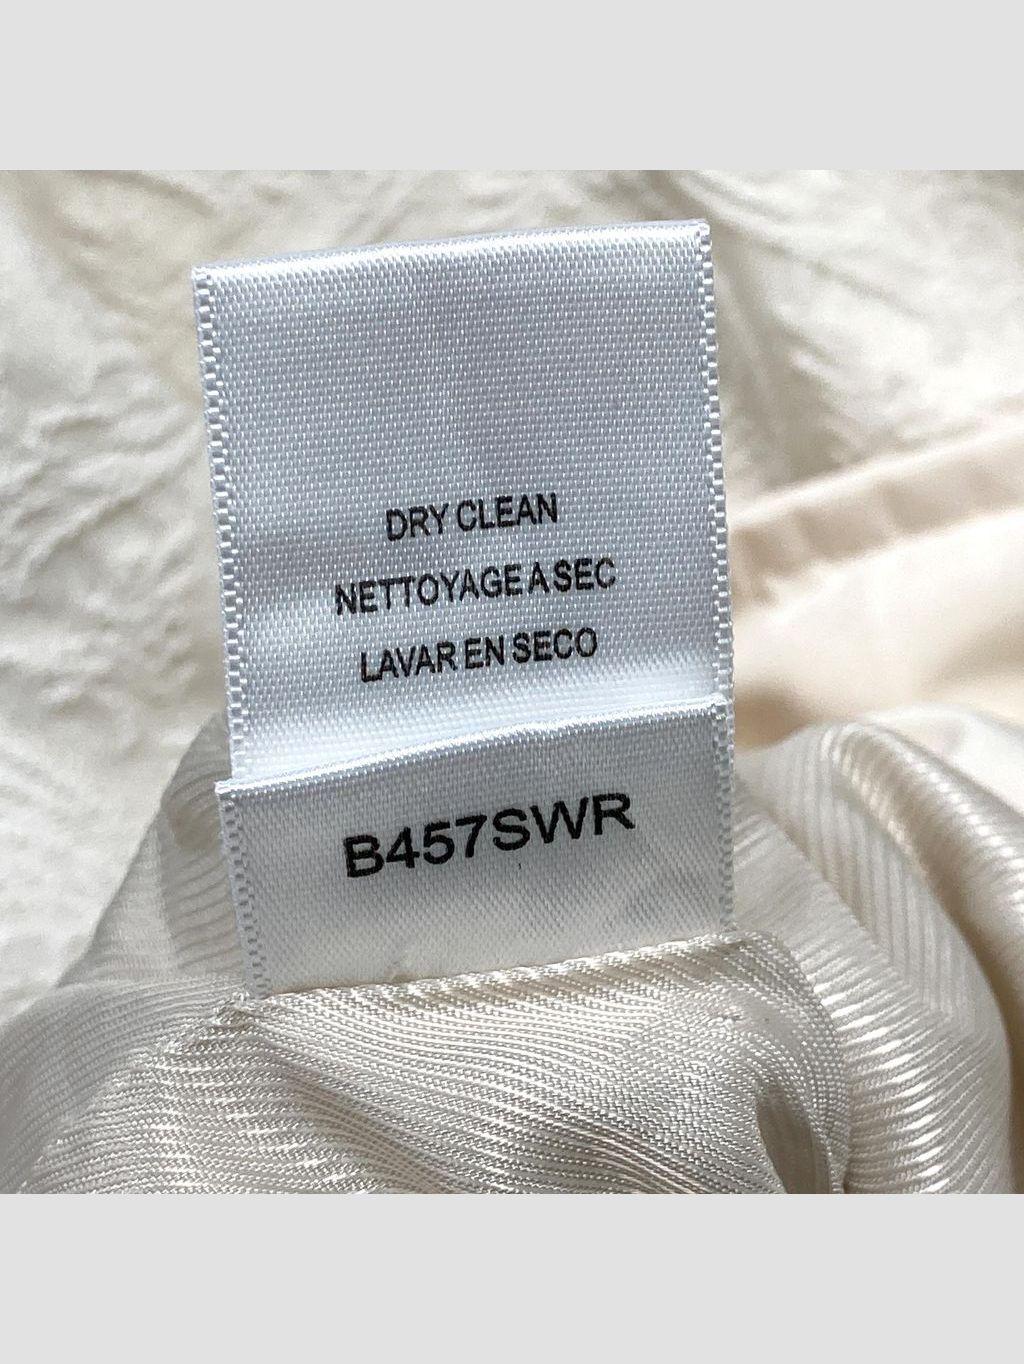 DRY CLEAN
NETTOYAGE A SEC
LAVAR EN SECO
B457SWR